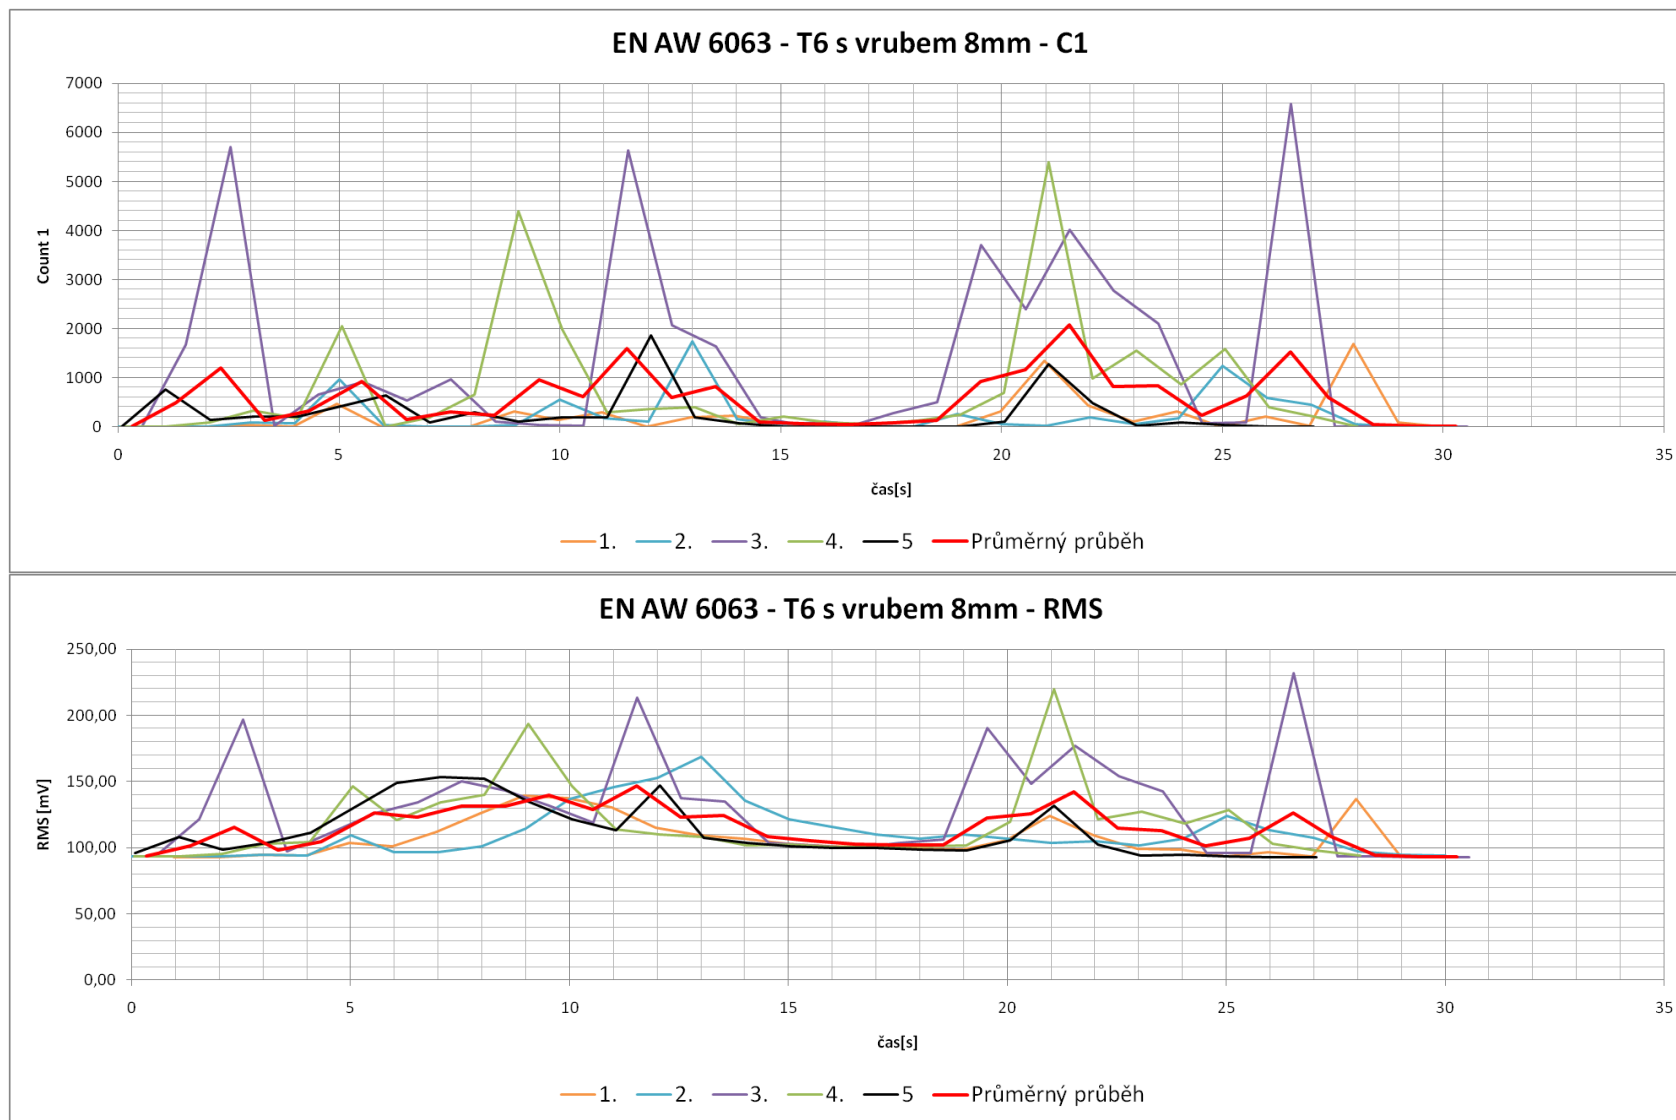 EN AW 6063 - T6 s vrubem 8mm - C1
7000
6000
5000
4000
3000
2000
1000
0
Count 1
0 5 10 15 20 25 30 35
čas[s]
1. 2. 3. 4. 5 Průměrný průběh
EN AW 6063 - T6 s vrubem 8mm - RMS
250,00
200,00
150,00
100,00
50,00
0,00
RMS [mV]
0 5 10 15 20 25 30 35
čas[s]
1. 2. 3. 4. 5 Průměrný průběh